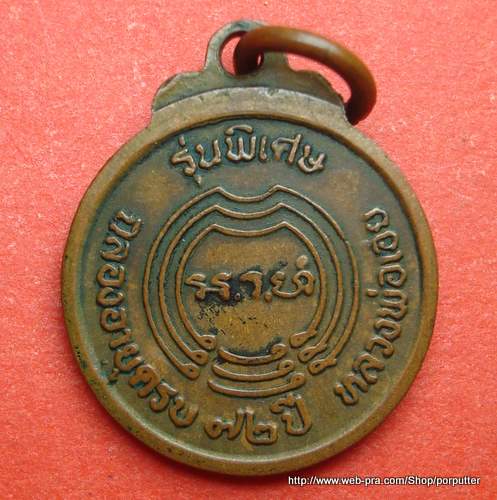 รุ่นพิเศษ
ฉลองอายุครบ ๗๒ ปี หลวงพ่อเอย
http://www.web-pra.com/Shop/porputter